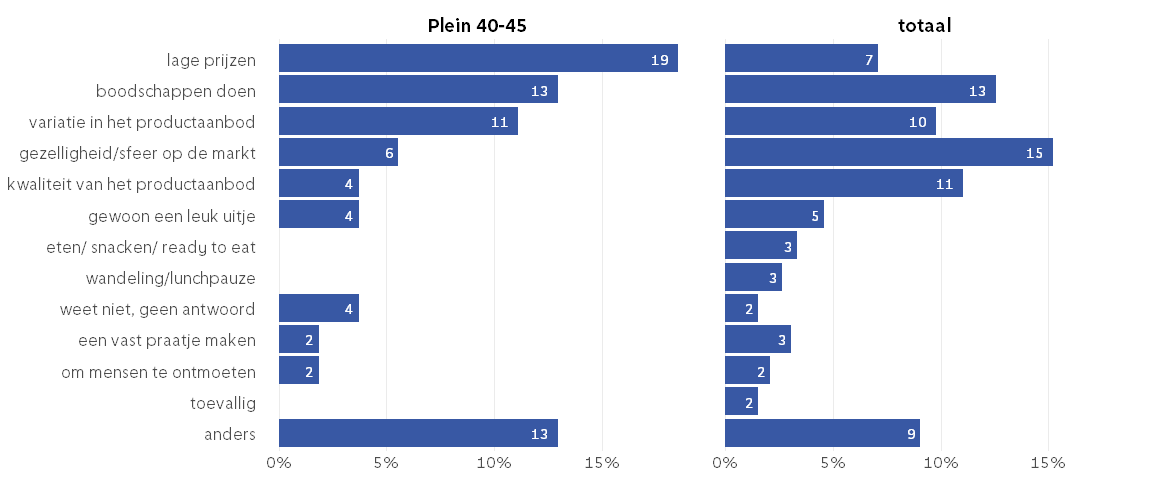 Plein 40-45 totaal
lage prijzen 19 7
boodschappen doen 13 13
variatie in het productaanbod 11 10
gezelligheid/sfeer op de markt 6 15
kwaliteit van het productaanbod 4 11
gewoon een leuk uitje 4 5
eten/ snacken/ ready to eat 3
wandeling/lunchpauze 3
weet niet, geen antwoord 4 2
een vast praatje maken 2 3
om mensen te ontmoeten 2 2
toevallig 2
anders 13 9
0% 5% 10% 15% 0% 5% 10% 15%